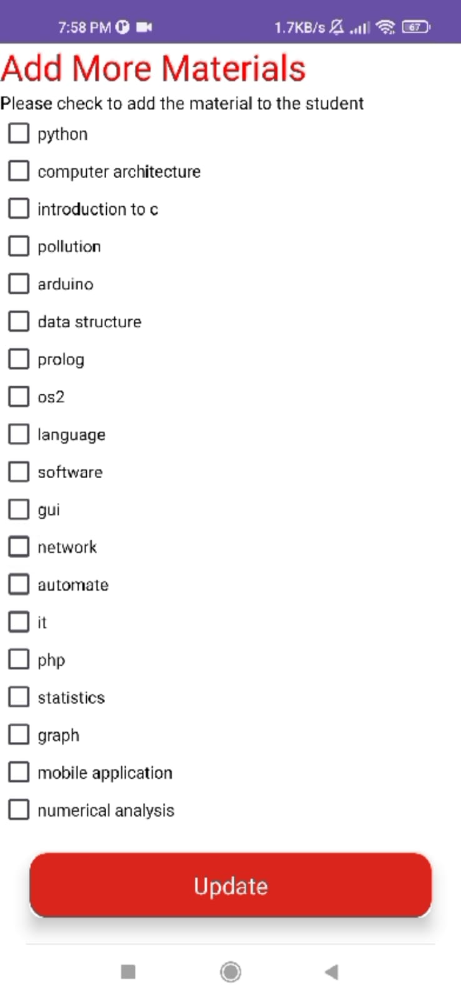 7:58 PM 1.7KB/s 67
Add More Materials
Please check to add the material to the student
python
computer architecture
introduction to c
pollution
arduino
data structure
prolog
os2
language
software
gui
network
automate
it
php
statistics
graph
mobile application
numerical analysis
Update